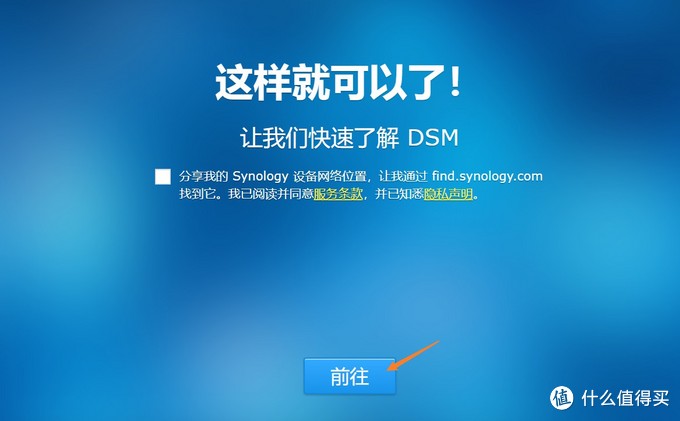 这样就可以了！
让我们快速了解 DSM
分享我的 Synology 设备网络位置，让我通过 find.synology.com
找到它。我已阅读并同意服务条款，并已知悉隐私声明。
前往
值 什么值得买